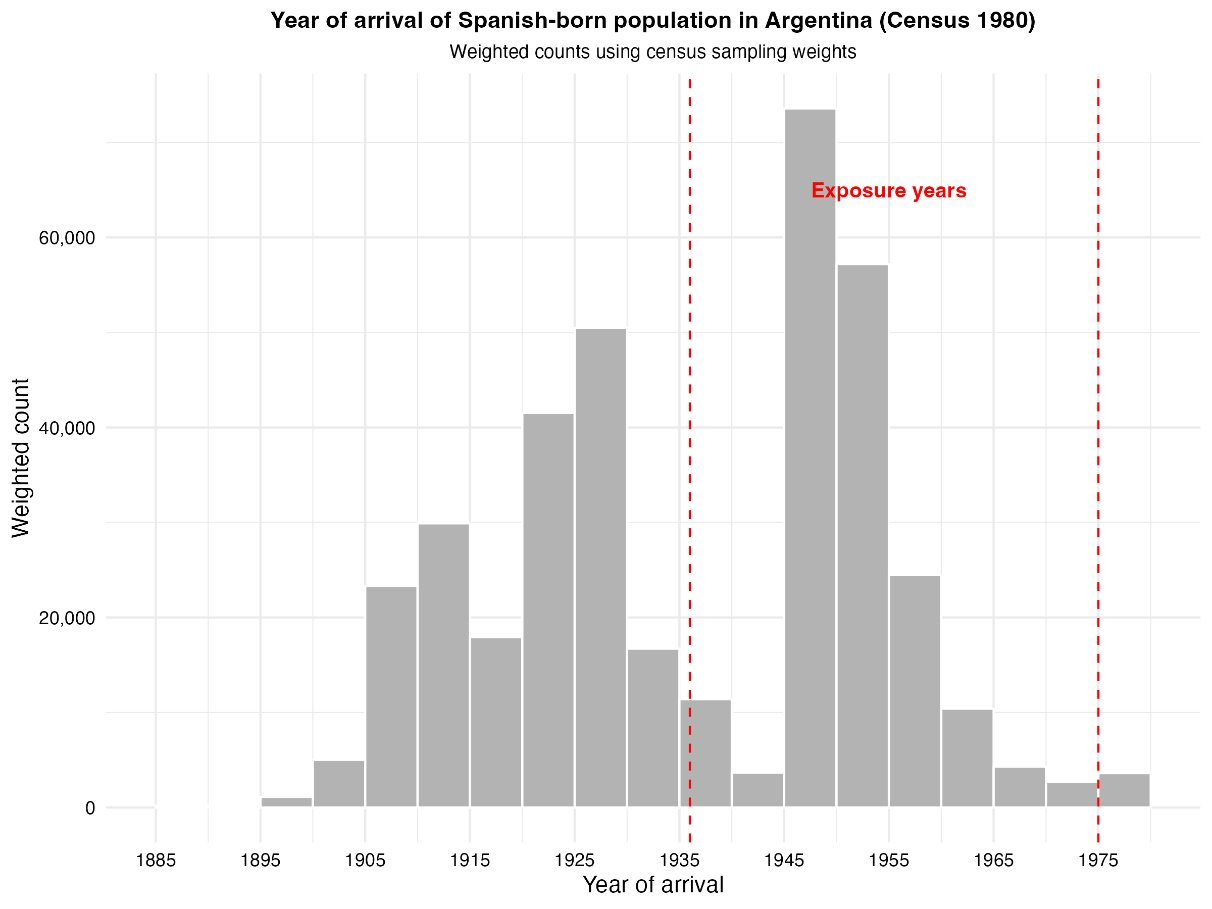 Year of arrival of Spanish-born population in Argentina (Census 1980)
Weighted counts using census sampling weights
Exposure years
Weighted count
60,000
40,000
20,000
0
1885 1895 1905 1915 1925 1935 1945 1955 1965 1975
Year of arrival